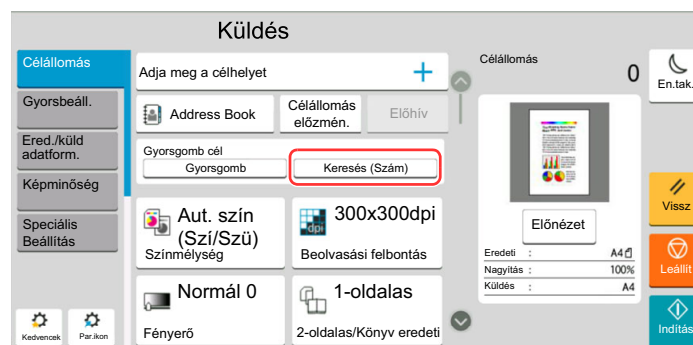 Küldés
Célállomás
Gyorsbeáll.
Ered./küld
adatform.
Képminőség
Speciális
Beállítás
Kedvencek
Par.ikon
Adja meg a célhelyet
Address Book
Célállomás
előzmén.
Előhív
Gyorsgomb cél
Gyorsgomb
Keresés (Szám)
Aut. szín
(Szí/Szü)
Színmélység
300x300dpi
dpi
Beolvasási felbontás
Normál 0
Fényerő
1-oldalas
2-oldalas/Könyv eredeti
Célállomás
0
Előnézet
Eredeti : A4
Nagyítás : 100%
Küldés : A4
En.tak.
Vissz
Leállít
Indítás